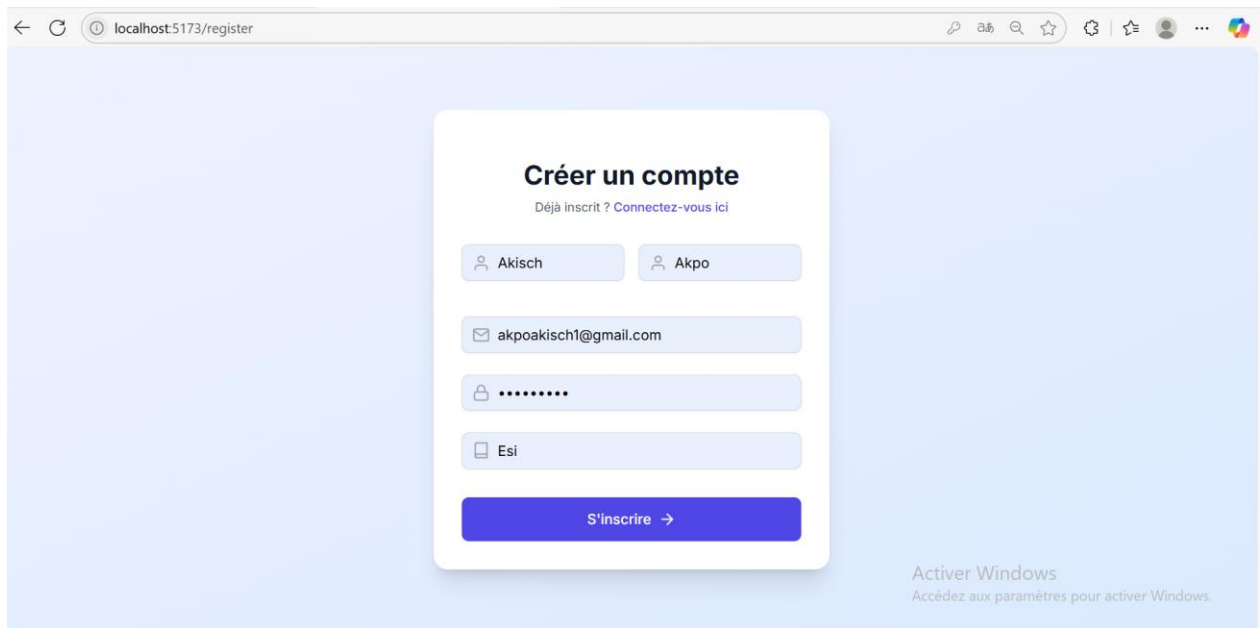 localhost:5173/register
Créer un compte
Déjà inscrit ? Connectez-vous ici
Akisch Akpo
akpoakisch1@gmail.com
•••••••••
Esi
S'inscrire →
Activer Windows
Accédez aux paramètres pour activer Windows.